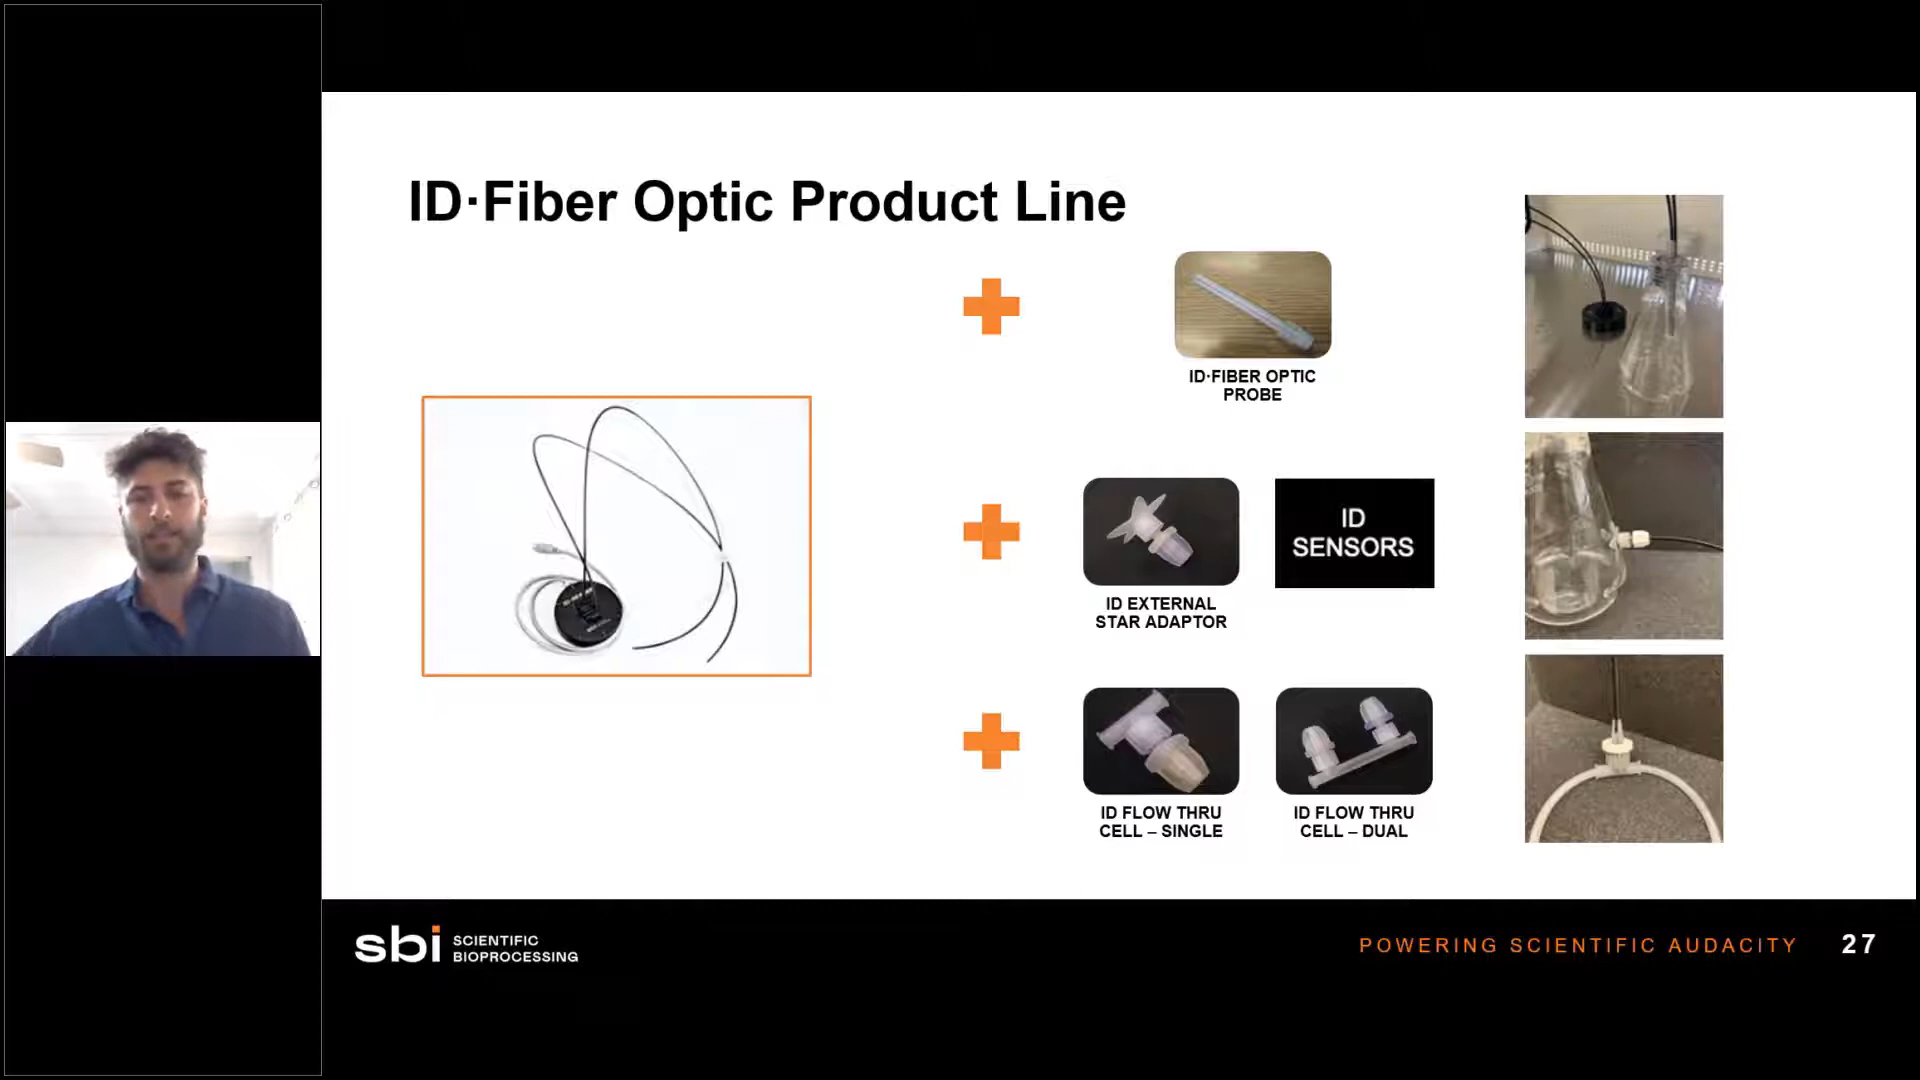 ID·Fiber Optic Product Line
ID·FIBER OPTIC
PROBE
ID EXTERNAL
STAR ADAPTOR
ID
SENSORS
ID FLOW THRU
CELL – SINGLE
ID FLOW THRU
CELL – DUAL
sbi SCIENTIFIC
BIOPROCESSING
POWERING SCIENTIFIC AUDACITY 27